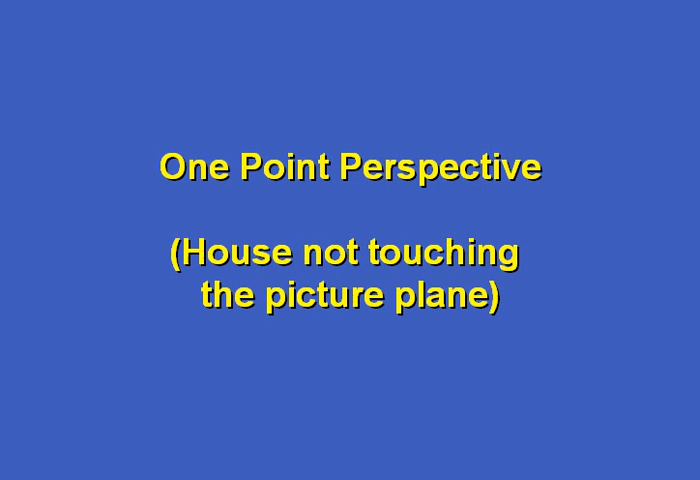 One Point Perspective
(House not touching
the picture plane)